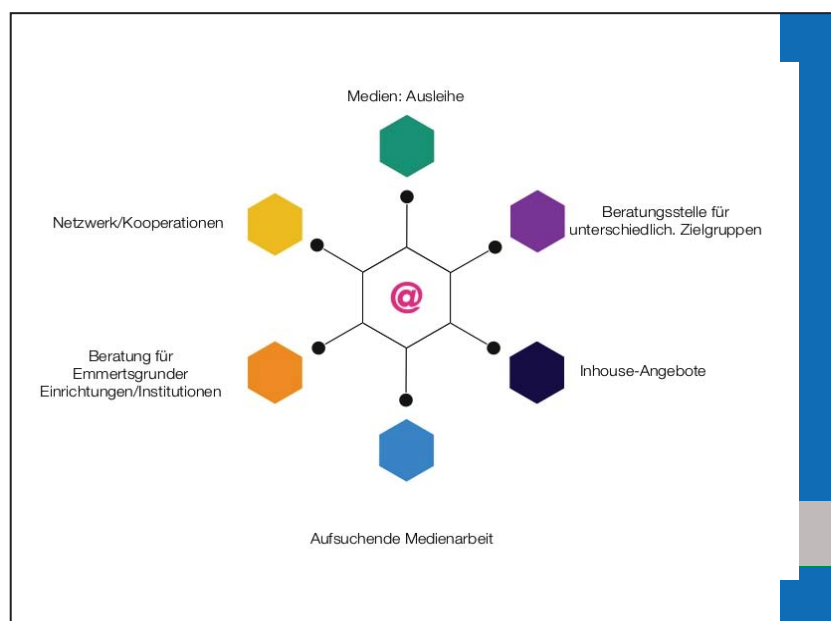 Medien: Ausleihe
Netzwerk/Kooperationen
Beratungsstelle für
unterschiedlich. Zielgruppen
@
Beratung für
Emmertsgrunder
Einrichtungen/Institutionen
Inhouse-Angebote
Aufsuchende Medienarbeit